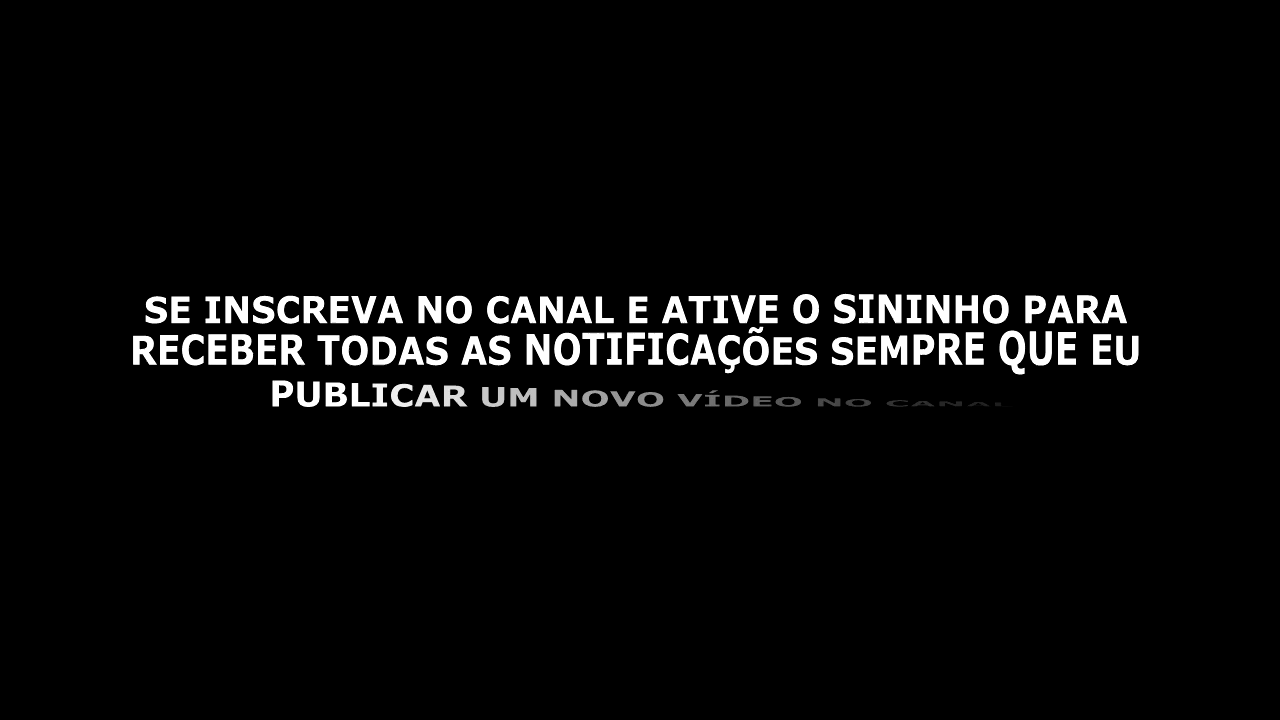 SE INSCREVA NO CANAL E ATIVE O SININHO PARA
RECEBER TODAS AS NOTIFICAÇÕES SEMPRE QUE EU
PUBLICAR UM NOVO VÍDEO NO CANAL